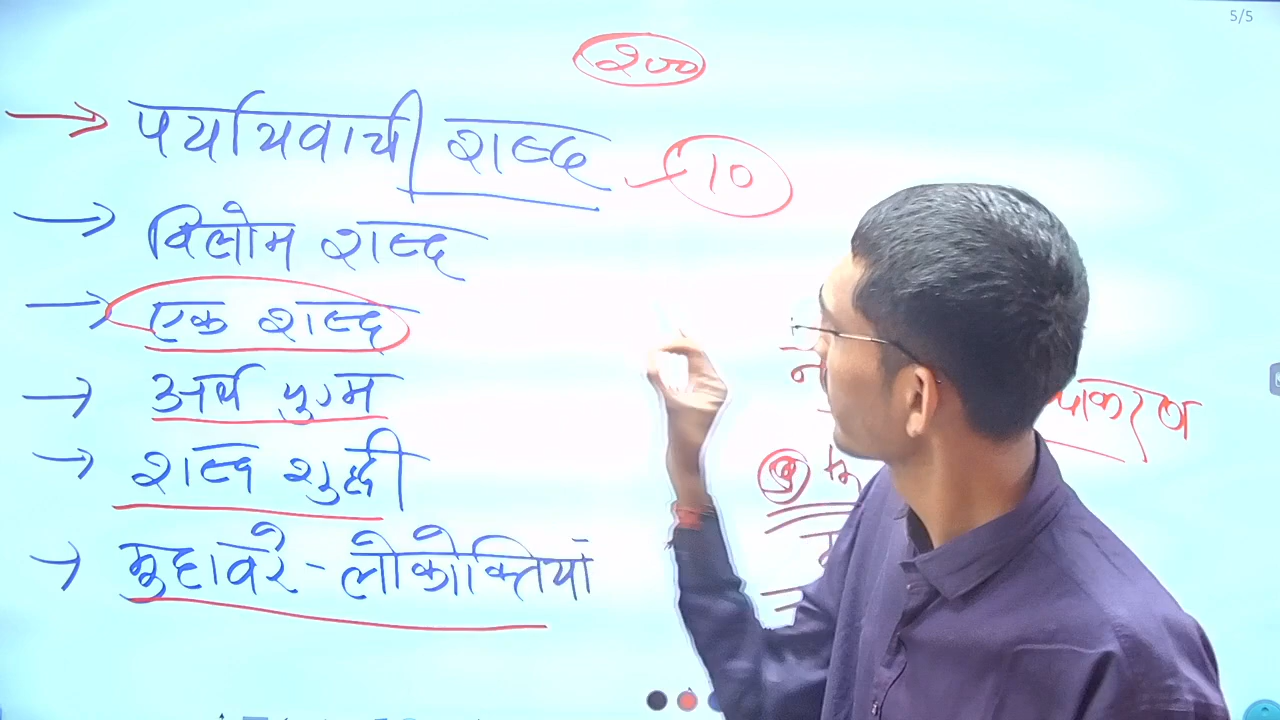 5/5
२००
पर्यायवाची शब्द
10
विलोम शब्द
एक शब्द
अर्थ युग्म
शब्द शुद्धी
मुहावरे - लोकोक्तियां